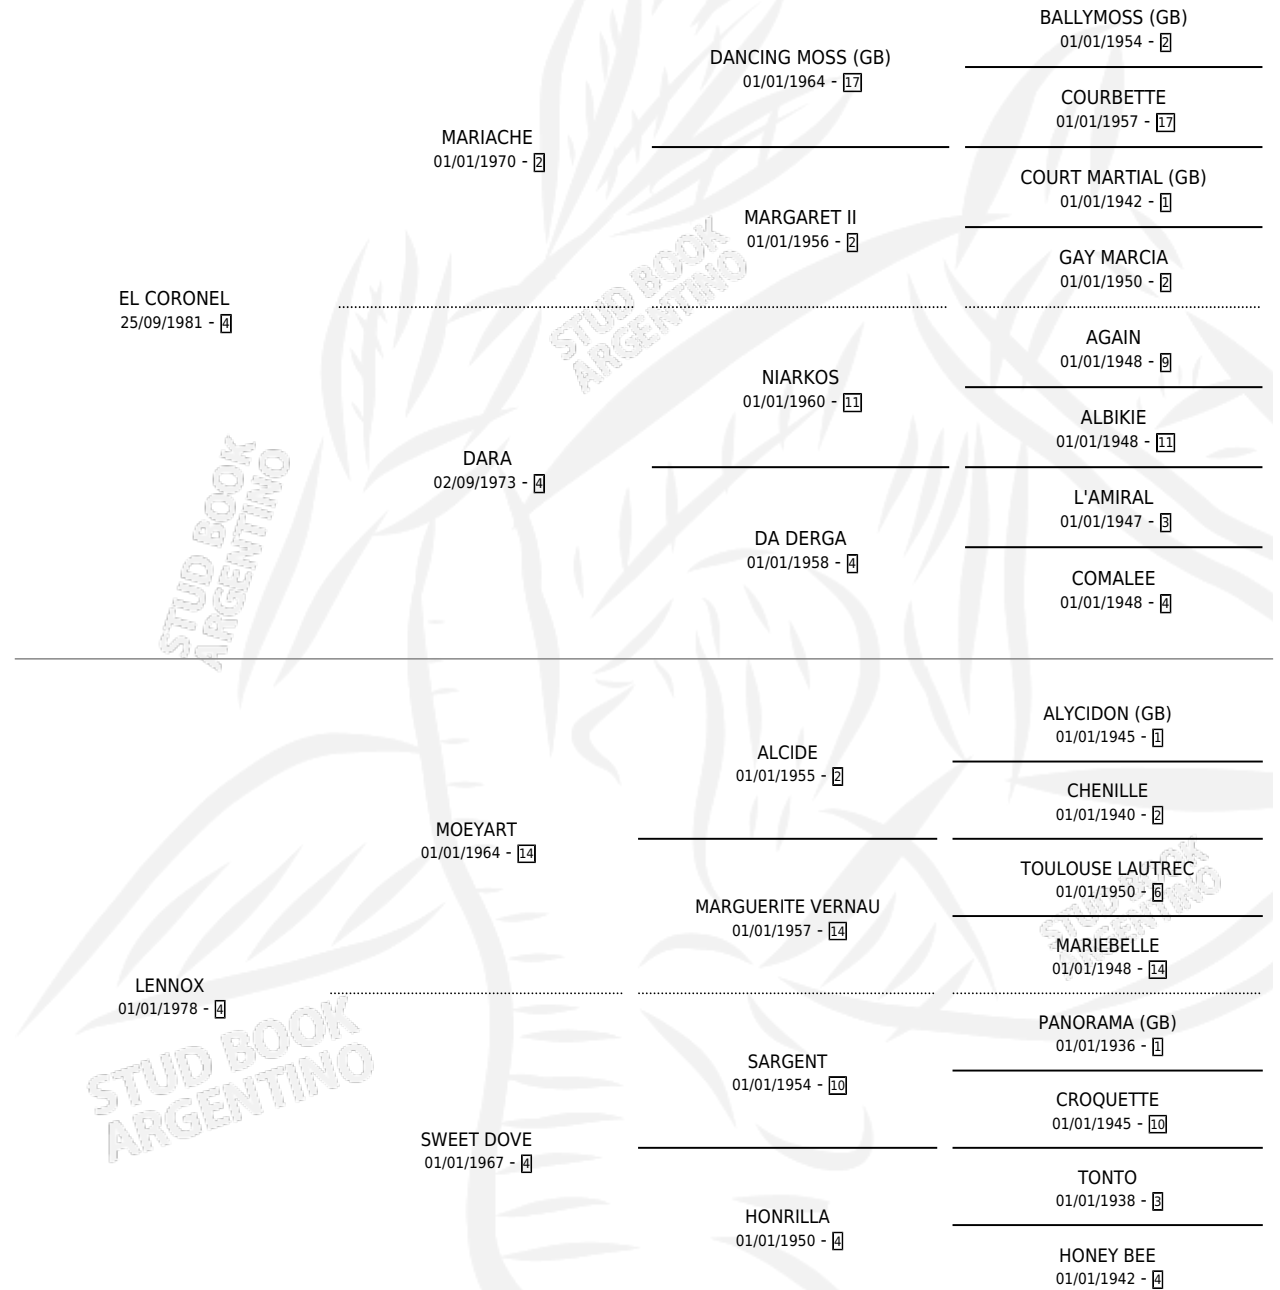 BALLYMOSS (GB)
01/01/1954 - 2
DANCING MOSS (GB)
01/01/1964 - 17
COURBETTE
01/01/1957 - 17
MARIACHE
01/01/1970 - 2
COURT MARTIAL (GB)
01/01/1942 - 1
MARGARET II
01/01/1956 - 2
GAY MARCIA
01/01/1950 - 2
EL CORONEL
25/09/1981 - 4
AGAIN
01/01/1948 - 9
NIARKOS
01/01/1960 - 11
ALBIKIE
01/01/1948 - 11
DARA
02/09/1973 - 4
L'AMIRAL
01/01/1947 - 3
DA DERGA
01/01/1958 - 4
COMALEE
01/01/1948 - 4
ALYCIDON (GB)
01/01/1945 - 1
ALCIDE
01/01/1955 - 2
CHENILLE
01/01/1940 - 2
MOEYART
01/01/1964 - 14
TOULOUSE LAUTREC
01/01/1950 - 6
MARGUERITE VERNAU
01/01/1957 - 14
MARIEBELLE
01/01/1948 - 14
LENNOX
01/01/1978 - 4
PANORAMA (GB)
01/01/1936 - 1
SARGENT
01/01/1954 - 10
CROQUETTE
01/01/1945 - 10
SWEET DOVE
01/01/1967 - 4
TONTO
01/01/1938 - 3
HONRILLA
01/01/1950 - 4
HONEY BEE
01/01/1942 - 4
STUD BOOK
ARGENTINO
STUD BOOK
ARGENTINO
STUD BOOK
ARGENTINO
STUD BOOK
ARGENTINO